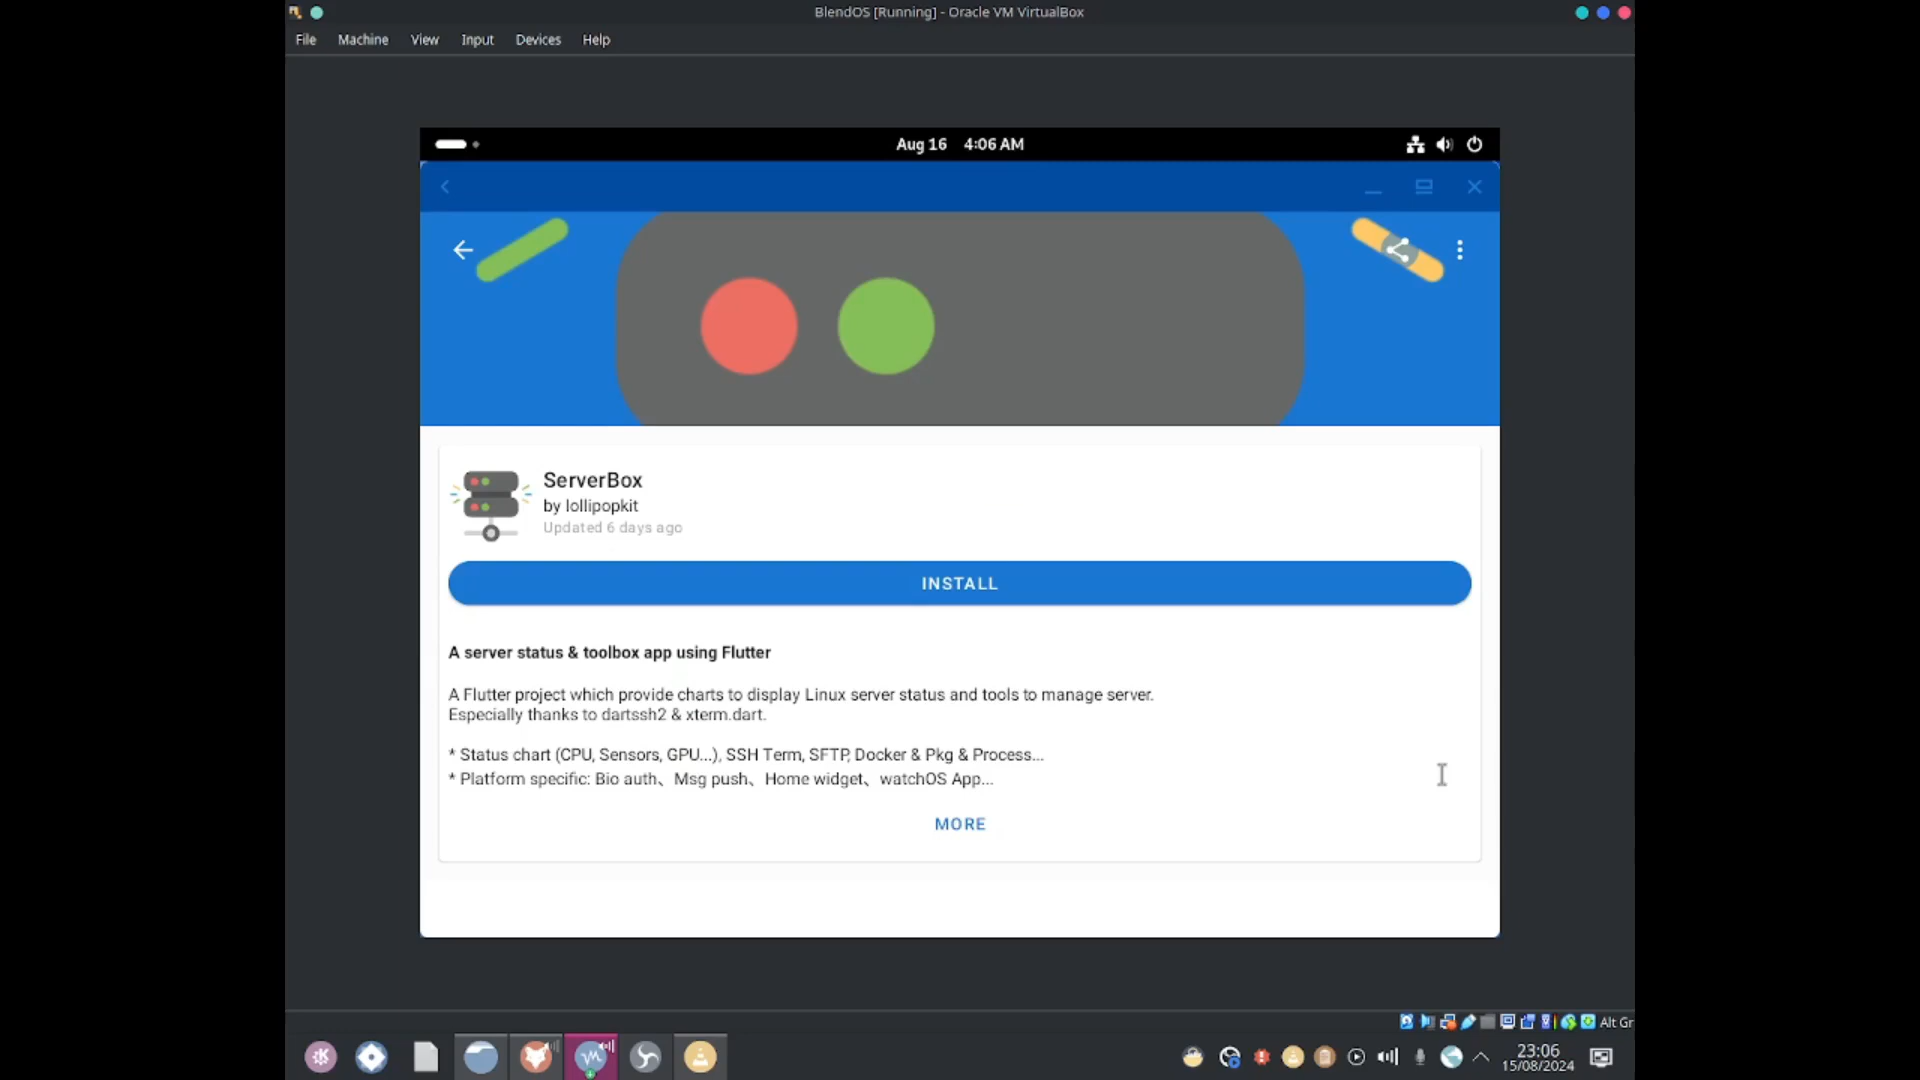 BlendOS [Running] - Oracle VM VirtualBox
File Machine View Input Devices Help
Aug 16 4:06 AM
ServerBox
by lollipopkit
Updated 6 days ago
INSTALL
A server status & toolbox app using Flutter
A Flutter project which provide charts to display Linux server status and tools to manage server.
Especially thanks to dartssh2 & xterm.dart.
* Status chart (CPU, Sensors, GPU...), SSH Term, SFTP, Docker & Pkg & Process...
* Platform specific: Bio auth、Msg push、Home widget、watchOS App...
MORE
Alt Gr
23:06
15/08/2024